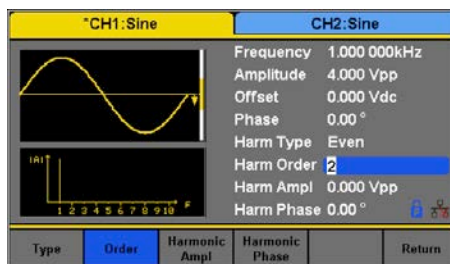 *CH1:Sine
CH2:Sine
Frequency 1.000 000kHz
Amplitude 4.000 Vpp
Offset 0.000 Vdc
Phase 0.00 °
Harm Type Even
Harm Order 2
Harm Ampl 0.000 Vpp
Harm Phase 0.00 °
|A|
1 2 3 4 5 6 7 8 9 10 F
Type
Order
Harmonic Ampl
Harmonic Phase
Return